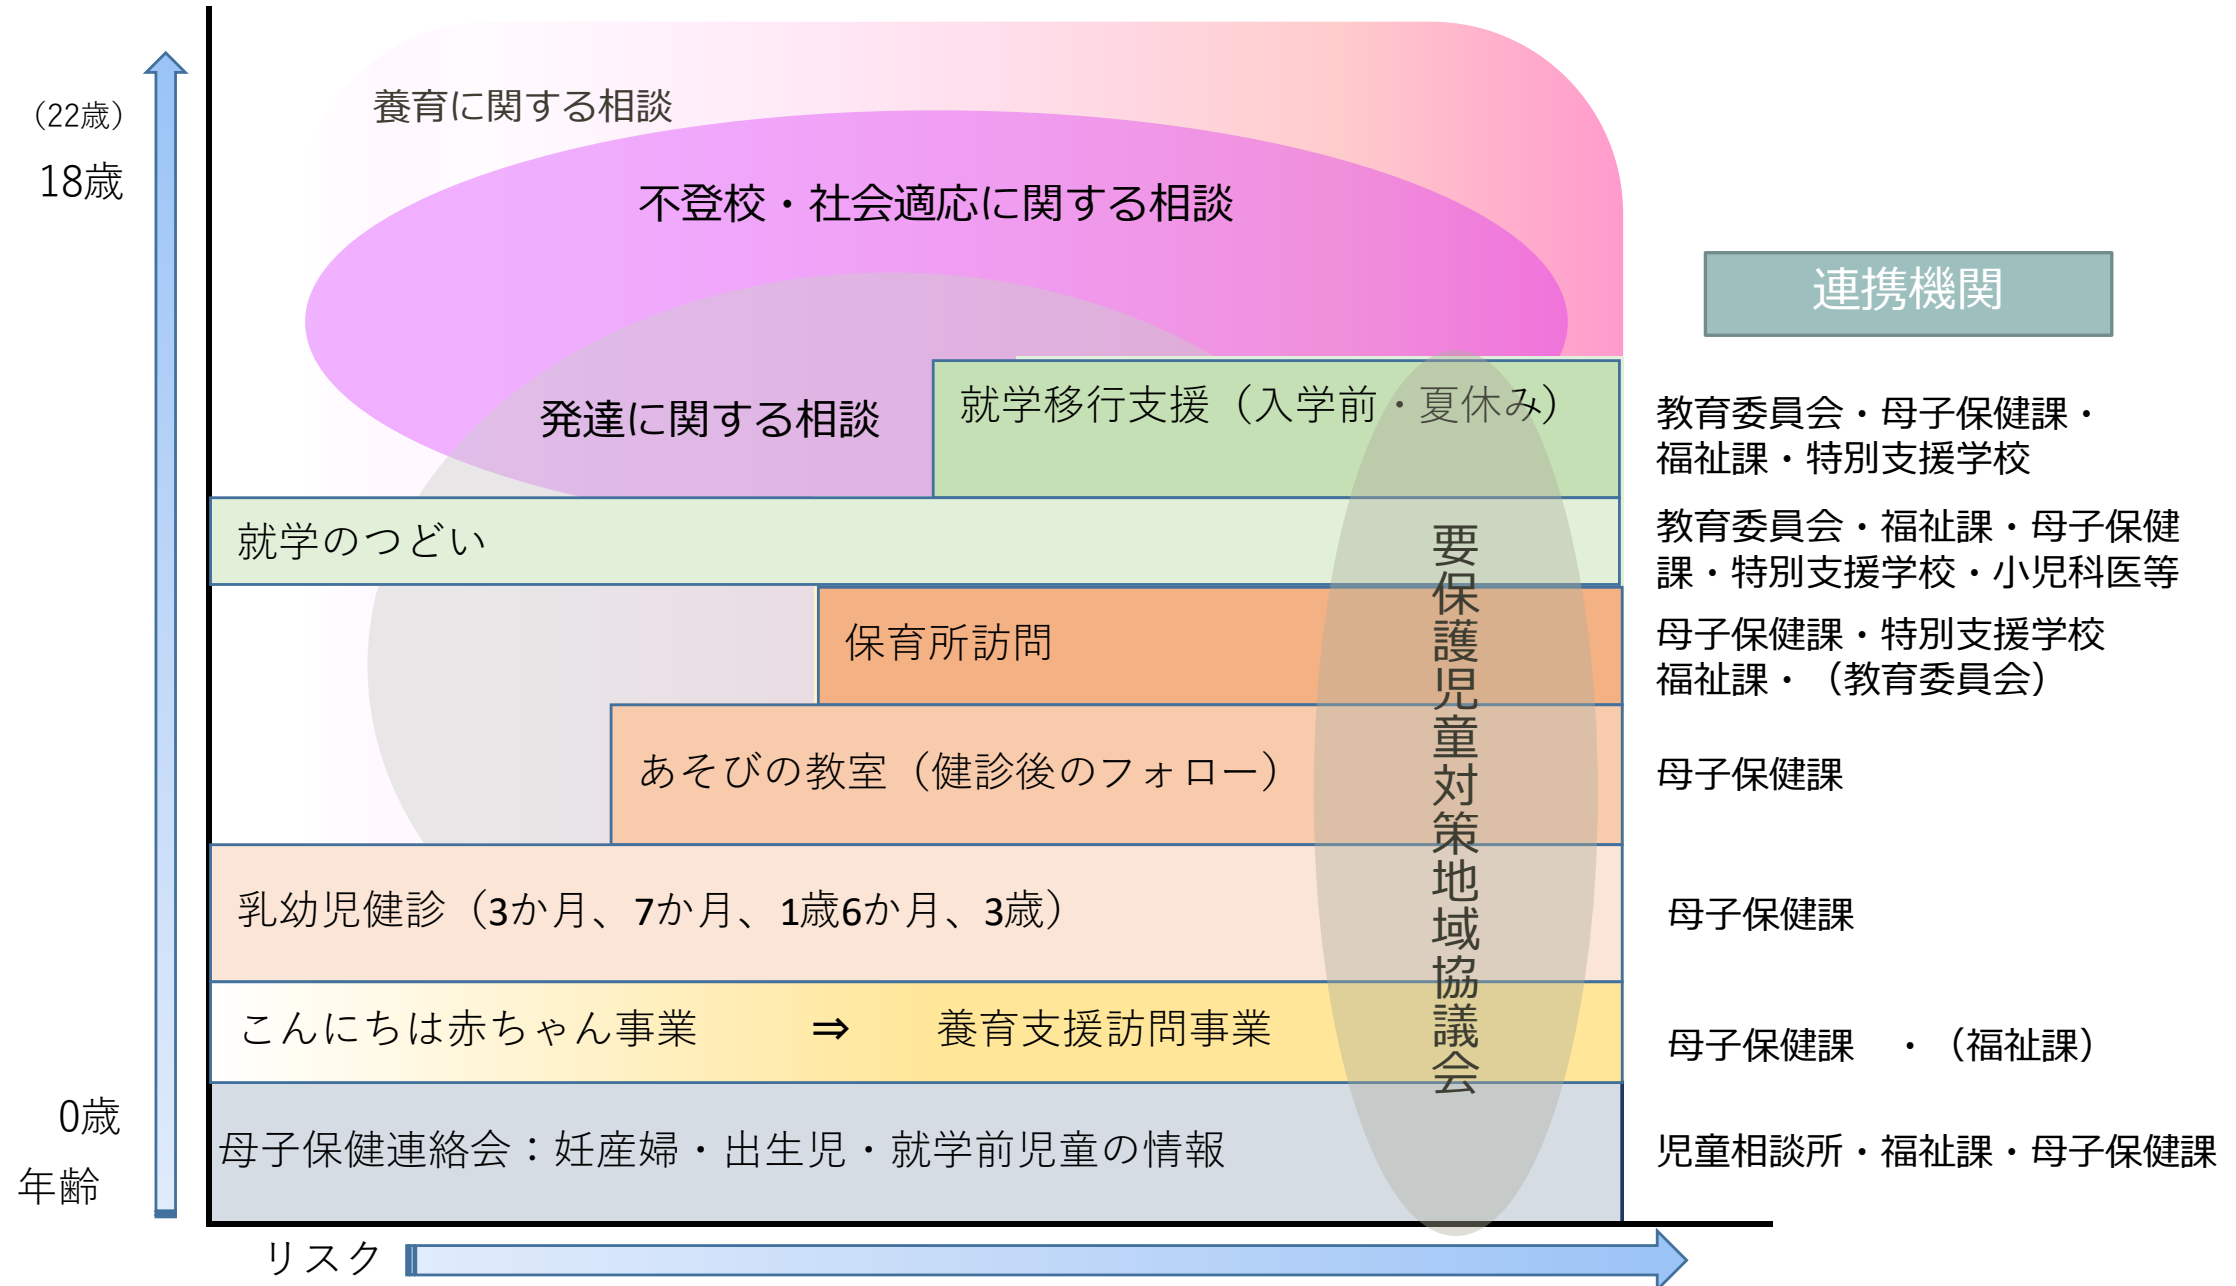 養育に関する相談
(22歳)
18歳
不登校・社会適応に関する相談
連携機関
発達に関する相談
就学移行支援（入学前・夏休み）
教育委員会・母子保健課・
福祉課・特別支援学校
就学のつどい
教育委員会・福祉課・母子保健
課・特別支援学校・小児科医等
保育所訪問
母子保健課・特別支援学校
福祉課・（教育委員会）
あそびの教室（健診後のフォロー）
母子保健課
乳幼児健診（3か月、7か月、1歳6か月、3歳）
母子保健課
こんにちは赤ちゃん事業　　⇒　　養育支援訪問事業
母子保健課　・（福祉課）
要保護児童対策地域協議会
0歳
母子保健連絡会：妊産婦・出生児・就学前児童の情報
児童相談所・福祉課・母子保健課
年齢
リスク